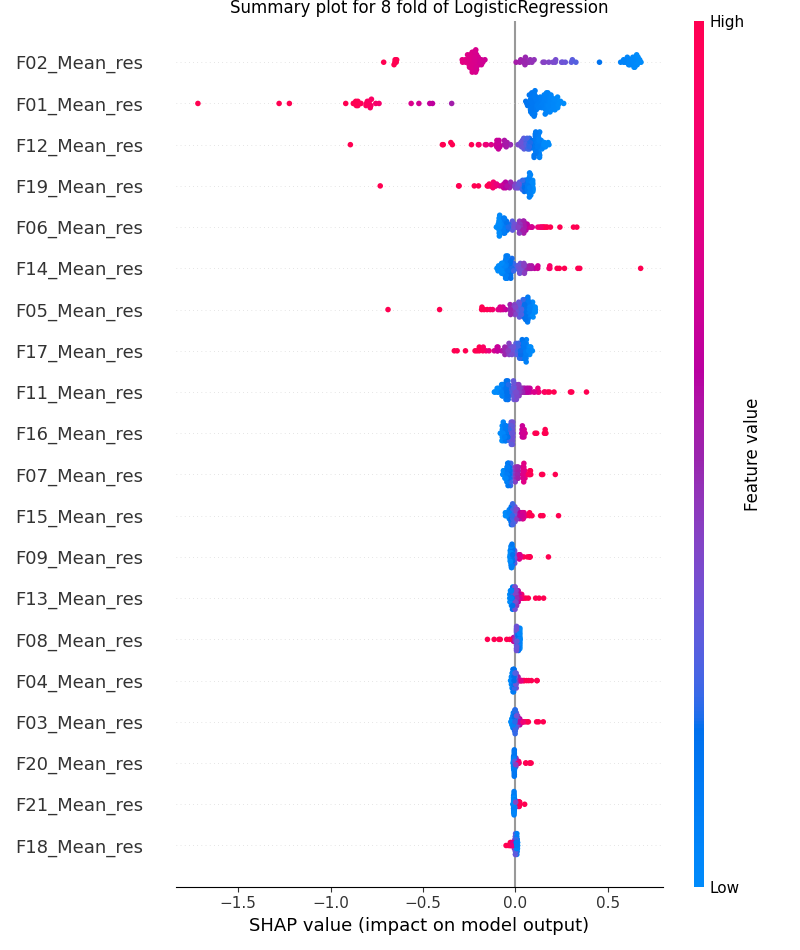 Summary plot for 8 fold of LogisticRegression
High
F02_Mean_res
F01_Mean_res
F12_Mean_res
F19_Mean_res
F06_Mean_res
F14_Mean_res
F05_Mean_res
F17_Mean_res
F11_Mean_res
F16_Mean_res
F07_Mean_res
F15_Mean_res
F09_Mean_res
F13_Mean_res
F08_Mean_res
F04_Mean_res
F03_Mean_res
F20_Mean_res
F21_Mean_res
F18_Mean_res
Feature value
Low
−1.5 −1.0 −0.5 0.0 0.5
SHAP value (impact on model output)